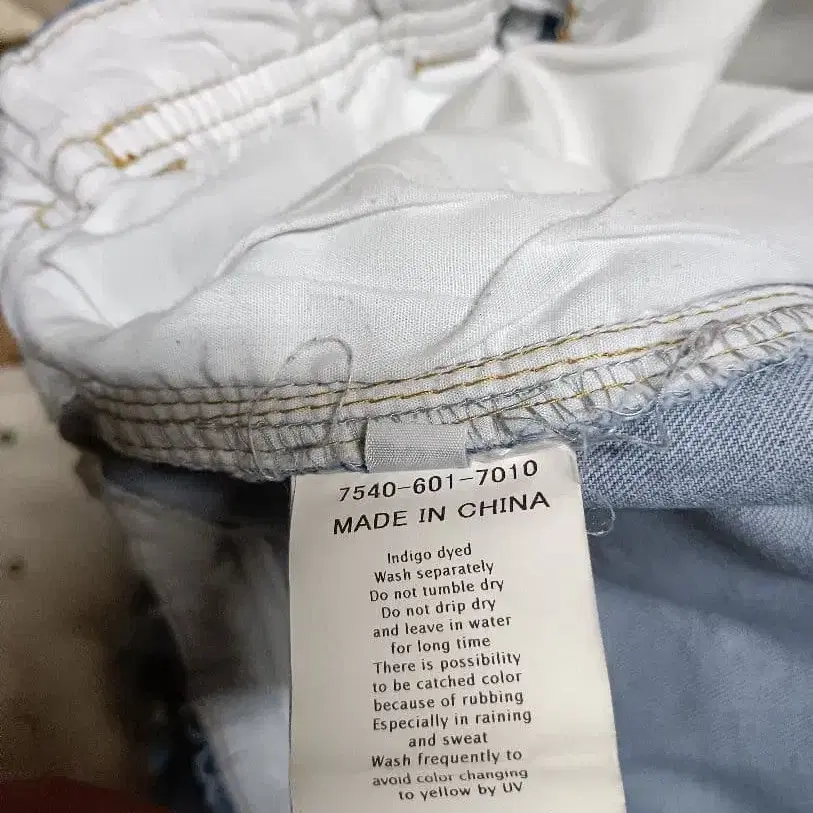 7540-601-7010
MADE IN CHINA
Indigo dyed
Wash separately
Do not tumble dry
Do not drip dry
and leave in water
for long time
There is possibility
to be catched color
because of rubbing
Especially in raining
and sweat
Wash frequently to
avoid color changing
to yellow by UV